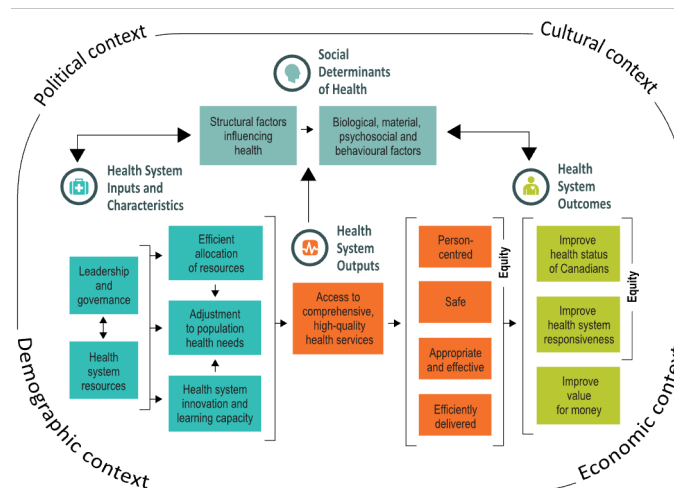 Political context
Cultural context
Social
Determinants
of Health
Structural factors
influencing
health
Biological, material,
psychosocial and
behavioural factors
Health System
Inputs and
Characteristics
Health
System
Outcomes
Health
System
Outputs
Leadership
and
governance
Health
system
resources
Efficient
allocation
of resources
Adjustment
to population
health needs
Health system
innovation and
learning capacity
Access to
comprehensive,
high-quality
health services
Person-
centred
Safe
Appropriate
and effective
Efficiently
delivered
Equity
Improve
health status
of Canadians
Improve
health system
responsiveness
Improve
value
for money
Equity
Demographic context
Economic context